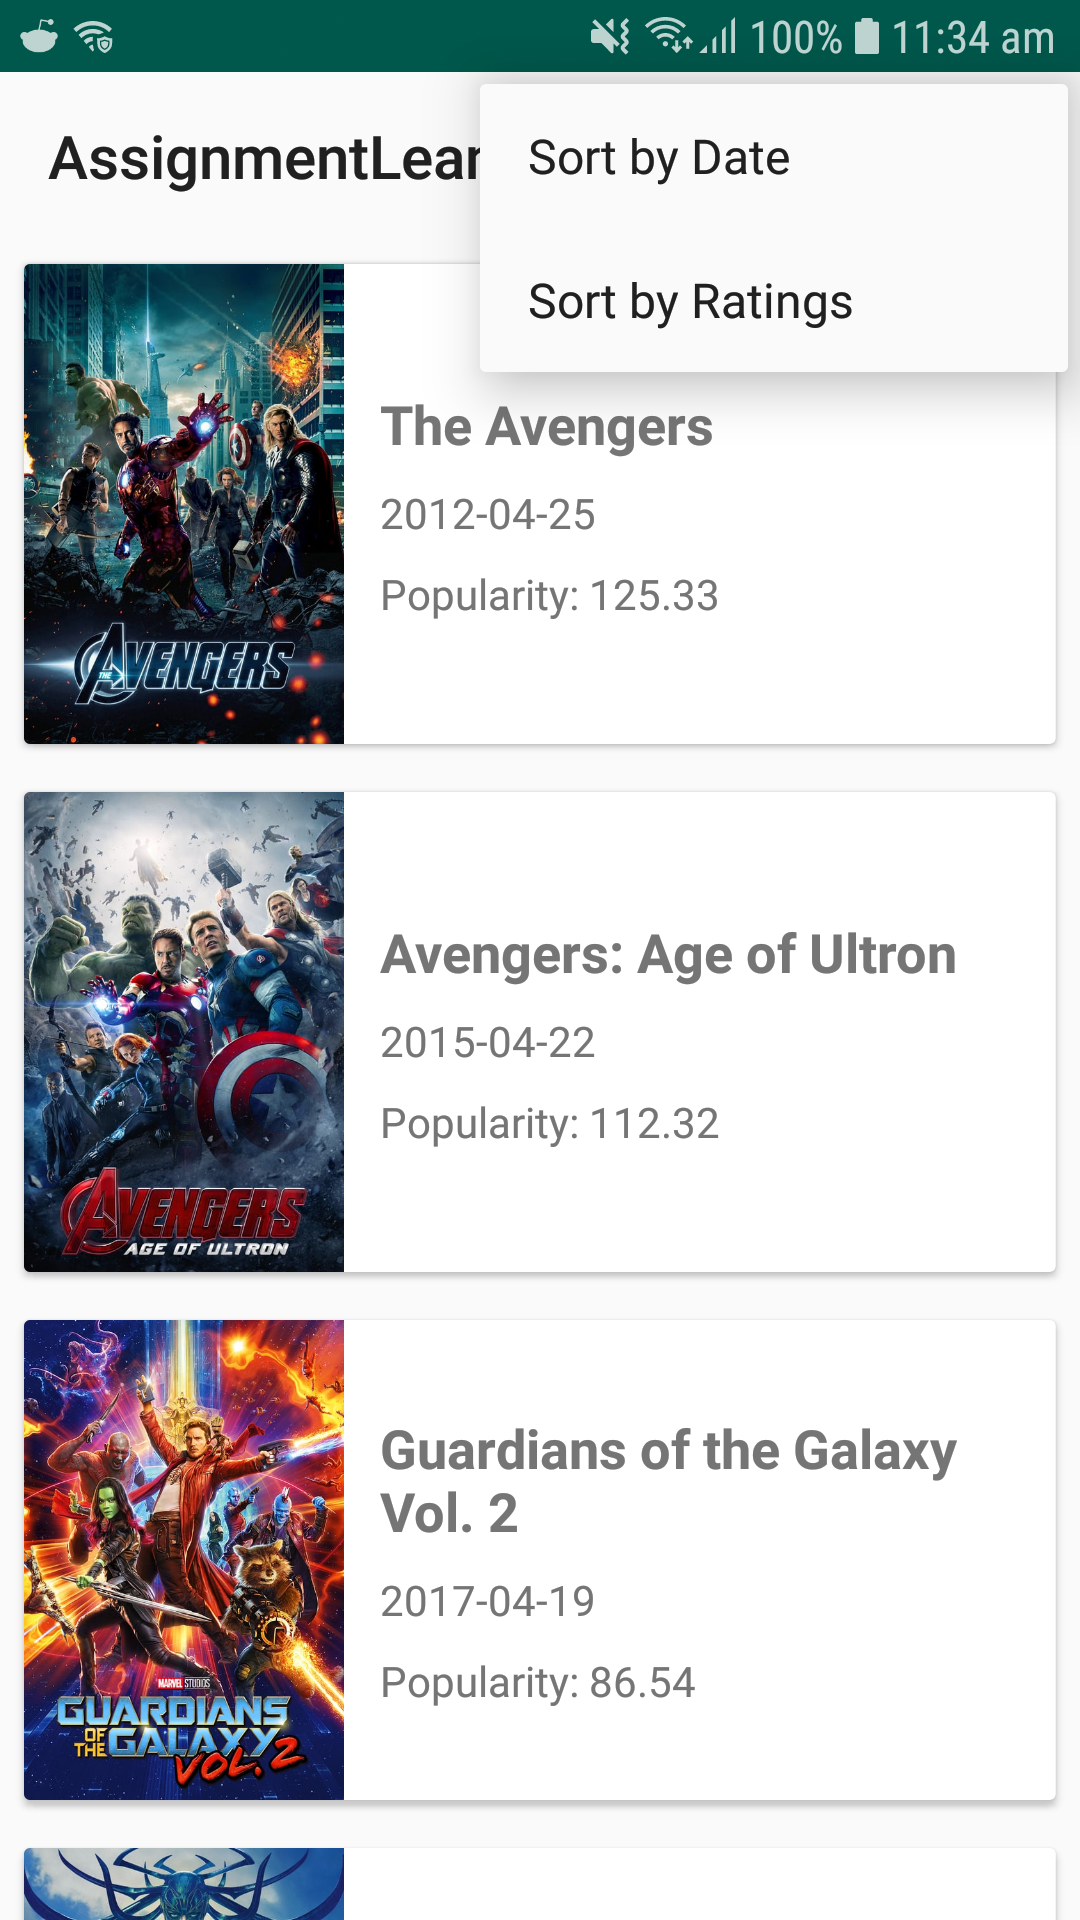 100% 11:34 am
AssignmentLear
Sort by Date
Sort by Ratings
The Avengers
2012-04-25
Popularity: 125.33
THE AVENGERS
Avengers: Age of Ultron
2015-04-22
Popularity: 112.32
AVENGERS
AGE OF ULTRON
Guardians of the Galaxy
Vol. 2
2017-04-19
Popularity: 86.54
MARVEL STUDIOS
GUARDIANS
OF THE GALAXY
VOL. 2